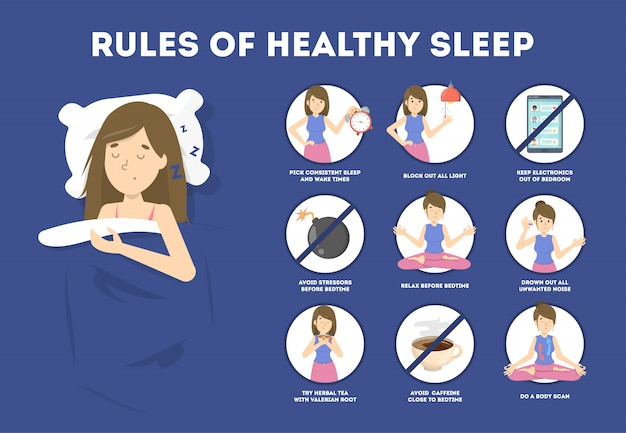 RULES OF HEALTHY SLEEP
Z
Z
Z
PICK CONSISTENT SLEEP
AND WAKE TIMES
BLOCK OUT ALL LIGHT
KEEP ELECTRONICS
OUT OF BEDROOM
AVOID STRESSORS
BEFORE BEDTIME
RELAX BEFORE BEDTIME
DROWN OUT ALL
UNWANTED NOISE
TRY HERBAL TEA
WITH VALERIAN ROOT
AVOID CAFFEINE
CLOSE TO BEDTIME
DO A BODY SCAN